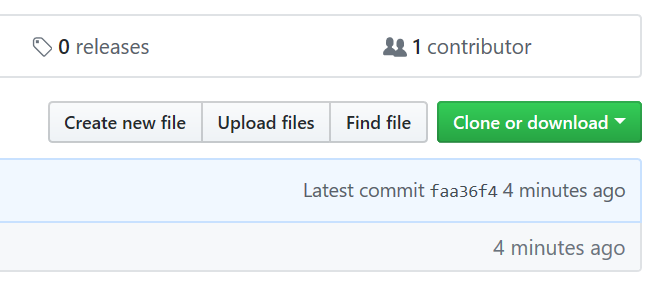 0 releases 1 contributor
Create new file Upload files Find file Clone or download
Latest commit faa36f4 4 minutes ago
4 minutes ago